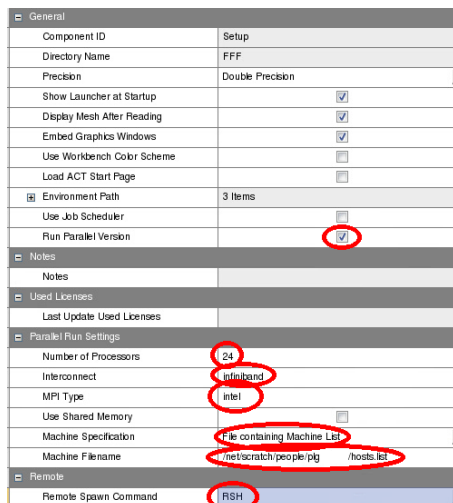 General
Component ID Setup
Directory Name FFF
Precision Double Precision
Show Launcher at Startup
Display Mesh After Reading
Embed Graphics Windows
Use Workbench Color Scheme
Load ACT Start Page
Environment Path 3 Items
Use Job Scheduler
Run Parallel Version
Notes
Notes
Used Licenses
Last Update Used Licenses
Parallel Run Settings
Number of Processors 24
Interconnect infiniband
MPI Type intel
Use Shared Memory
Machine Specification File containing Machine List
Machine Filename /net/scratch/people/plg /hosts.list
Remote
Remote Spawn Command RSH